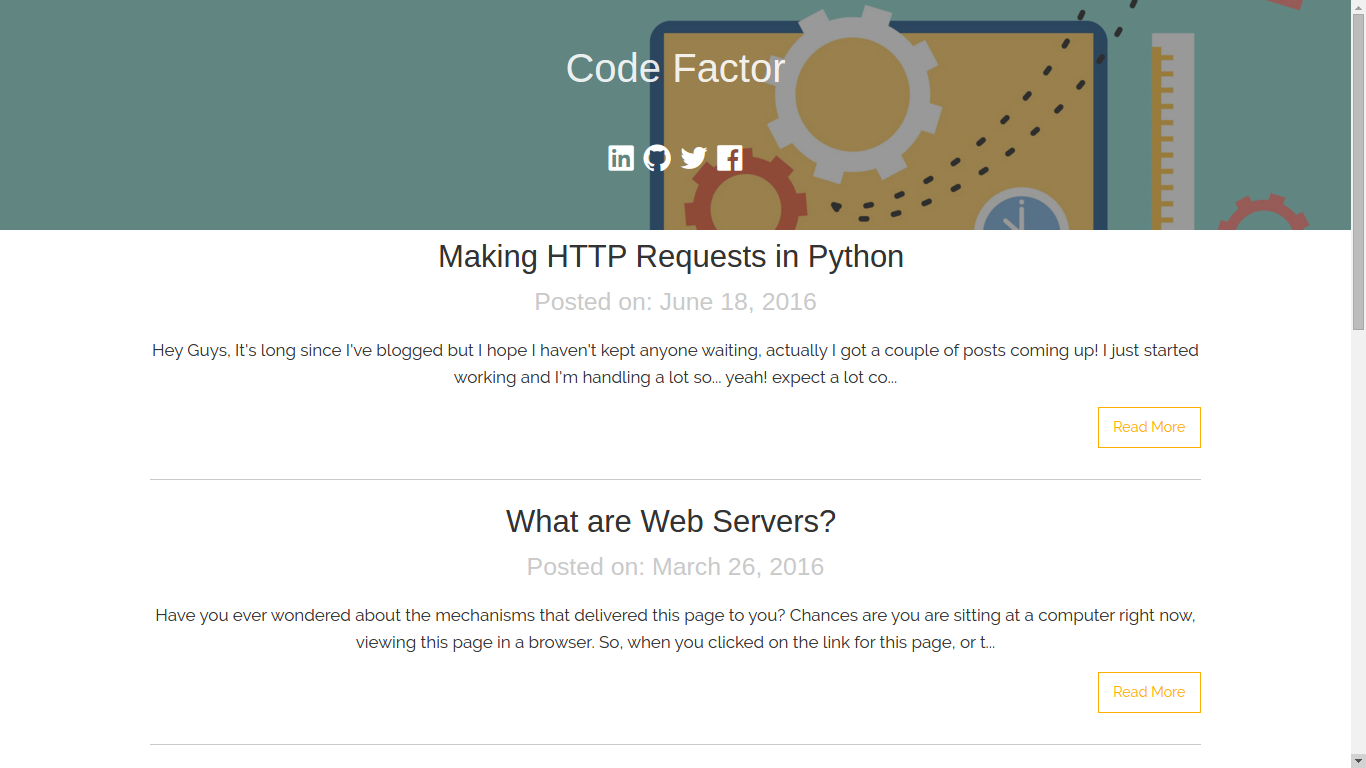 Code Factor
Making HTTP Requests in Python
Posted on: June 18, 2016
Hey Guys, It's long since I've blogged but I hope I haven't kept anyone waiting, actually I got a couple of posts coming up! I just started
working and I'm handling a lot so... yeah! expect a lot co...
Read More
What are Web Servers?
Posted on: March 26, 2016
Have you ever wondered about the mechanisms that delivered this page to you? Chances are you are sitting at a computer right now,
viewing this page in a browser. So, when you clicked on the link for this page, or t...
Read More